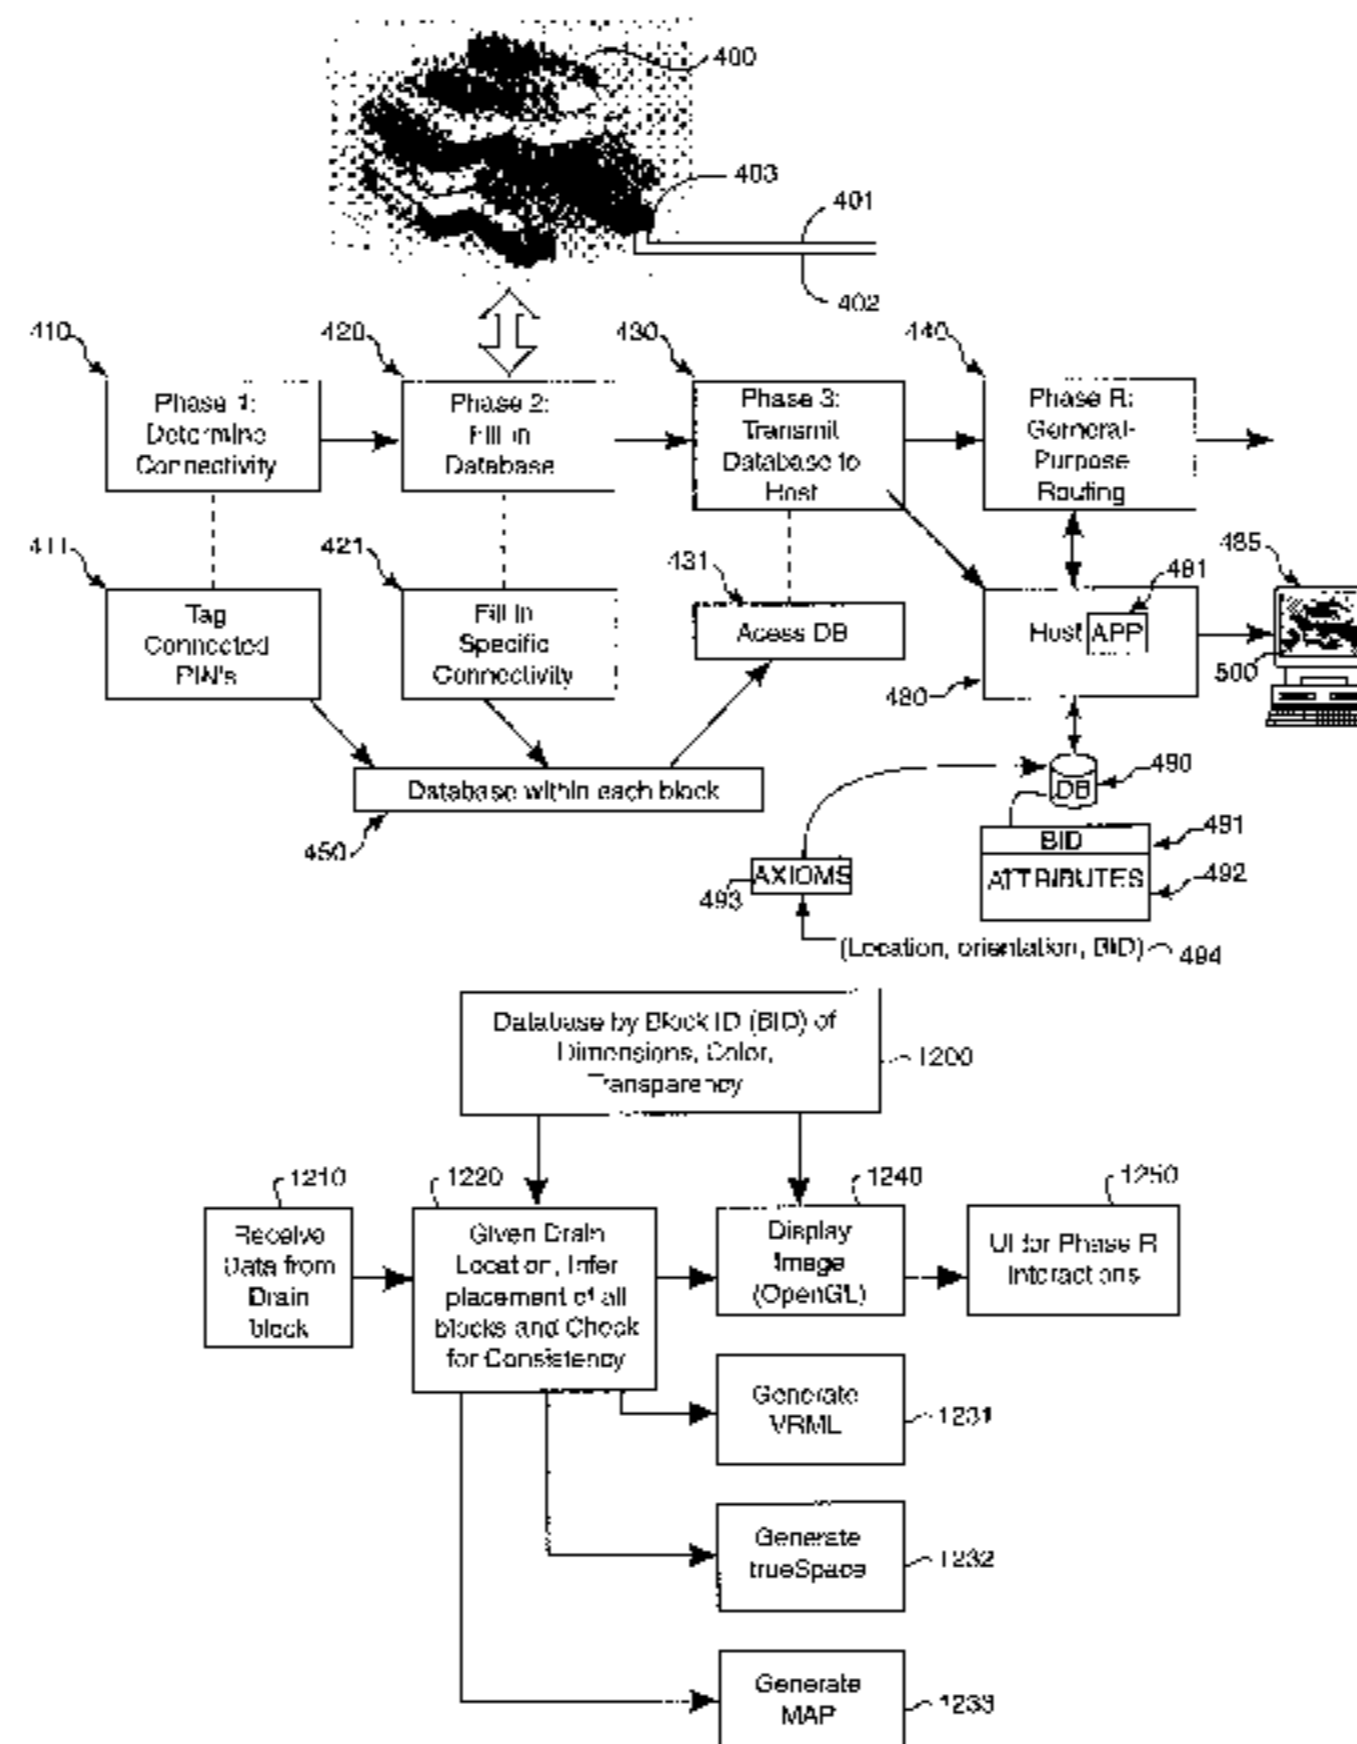 400
403
401
402
410
420
430
440
Phase 1:
Determine
Connectivity
Phase 2:
Fill in
Database
Phase 3:
Transmit
Database to
Host
Phase R:
General-
Purpose
Routing
411
421
431
481
485
Tag
Connected
PIN's
Fill In
Specific
Connectivity
Acess DB
Host
APP
500
480
Database within each block
450
DB
490
BID
491
ATTRIBUTES
492
AXIOMS
493
(Location, orientation, BID)
494
Database by Block ID (BID) of
Dimensions, Color,
Transparency
1200
1210
1220
1240
1250
Receive
Data from
Drain
block
Given Drain
Location, Infer
placement of all
blocks and Check
for Consistency
Display
Image
(OpenGL)
UI for Phase R
Interactions
Generate
VRML
1231
Generate
trueSpace
1232
Generate
MAP
1233